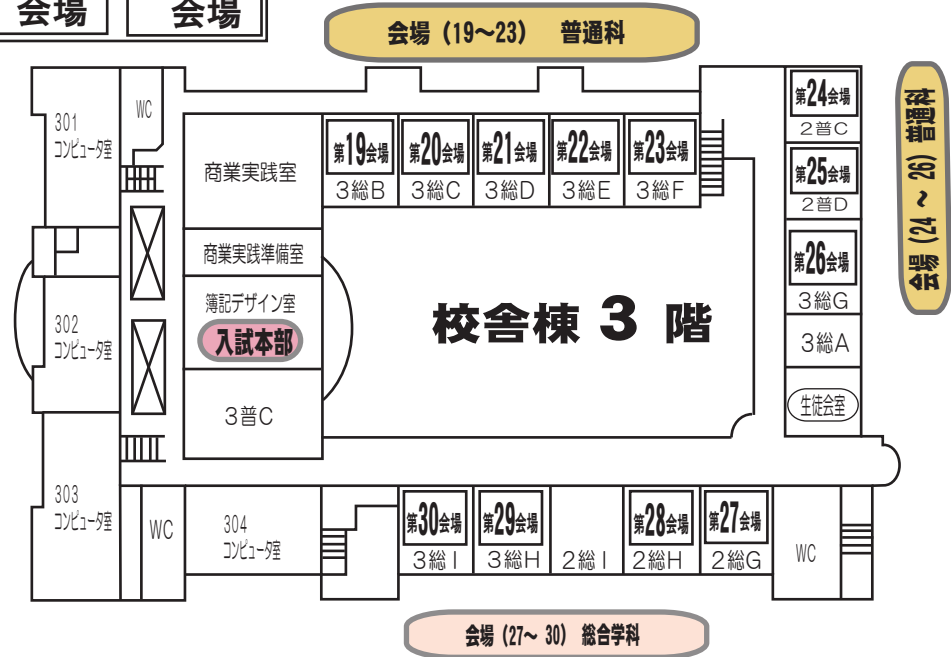 会場
会場
会場（19～23）　普通科
会場（24～26）普通科
301
コンピュータ室
WC
商業実践室
第19会場
3総B
第20会場
3総C
第21会場
3総D
第22会場
3総E
第23会場
3総F
第24会場
2普C
第25会場
2普D
第26会場
3総G
3総A
生徒会室
商業実践準備室
簿記デザイン室
入試本部
校舎棟 3 階
302
コンピュータ室
3普C
303
コンピュータ室
WC
304
コンピュータ室
第30会場
3総I
第29会場
3総H
2総I
第28会場
2総H
第27会場
2総G
WC
会場（27～30）総合学科